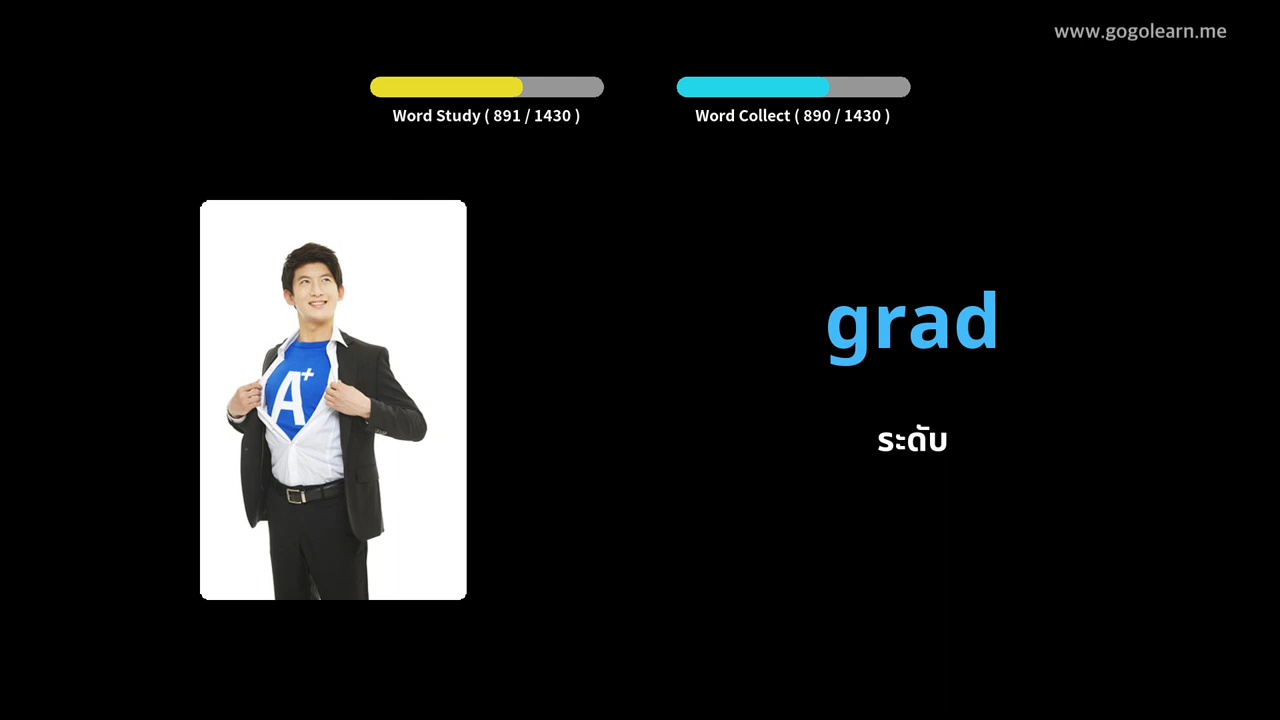 www.gogolearn.me
Word Study ( 891 / 1430 )
Word Collect ( 890 / 1430 )
A+
grad
ระดับ